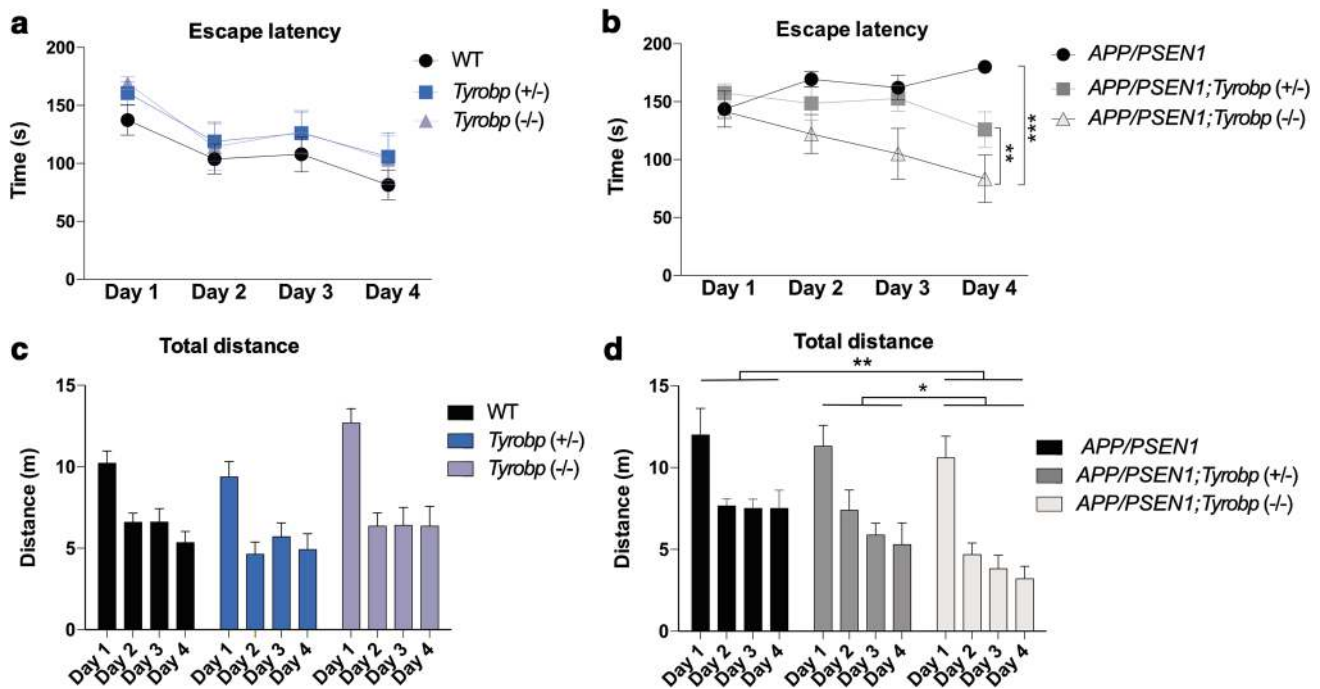 a
Escape latency
Time (s)
200
150
100
50
0
Day 1 Day 2 Day 3 Day 4
WT
Tyrobp (+/-)
Tyrobp (-/-)
b
Escape latency
Time (s)
200
150
100
50
0
Day 1 Day 2 Day 3 Day 4
**
***
APP/PSEN1
APP/PSEN1;Tyrobp (+/-)
APP/PSEN1;Tyrobp (-/-)
c
Total distance
Distance (m)
15
10
5
0
Day 1 Day 2 Day 3 Day 4 Day 1 Day 2 Day 3 Day 4 Day 1 Day 2 Day 3 Day 4
WT
Tyrobp (+/-)
Tyrobp (-/-)
d
Total distance
**
*
Distance (m)
15
10
5
0
Day 1 Day 2 Day 3 Day 4 Day 1 Day 2 Day 3 Day 4 Day 1 Day 2 Day 3 Day 4
APP/PSEN1
APP/PSEN1;Tyrobp (+/-)
APP/PSEN1;Tyrobp (-/-)